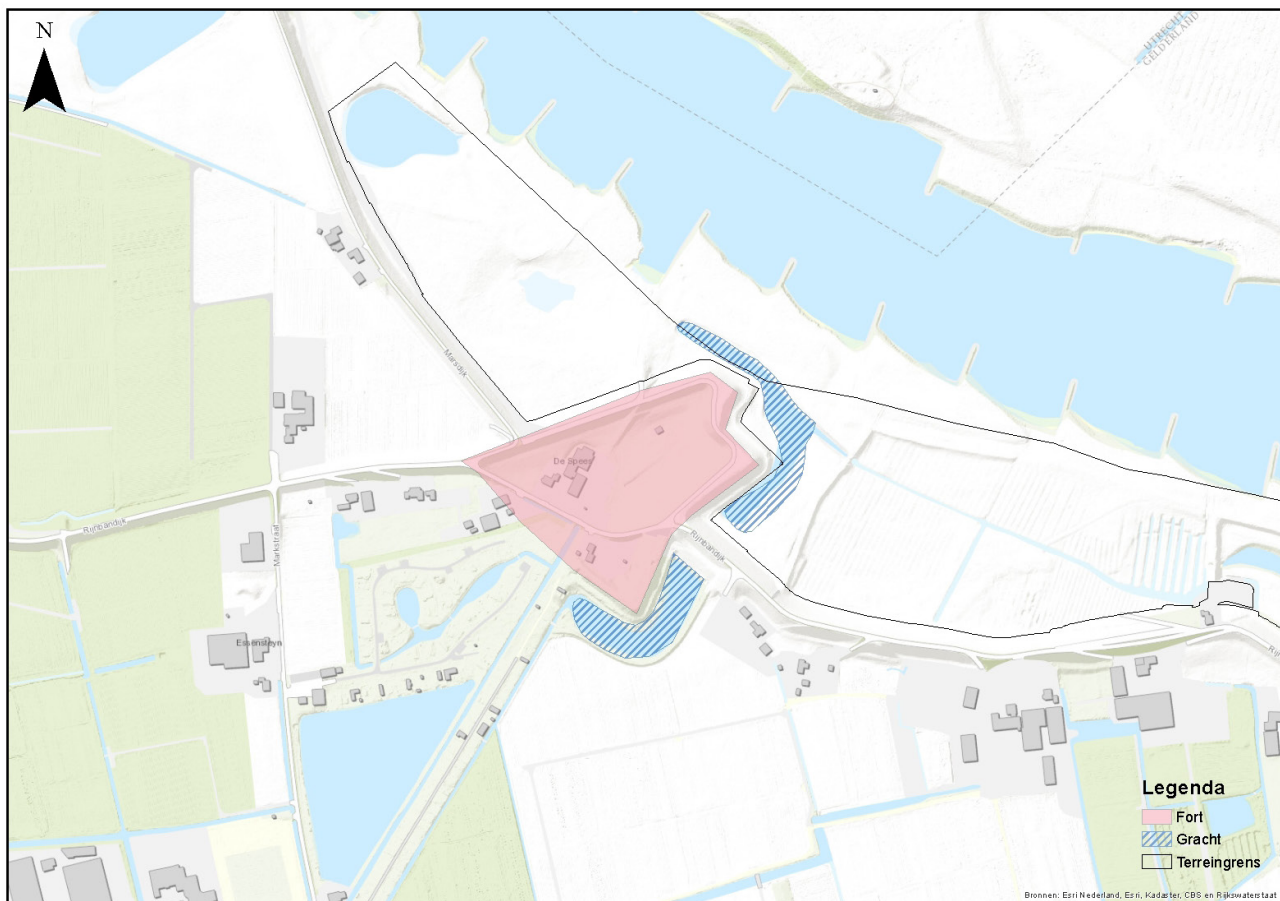 N
UTRECHT
GELDERLAND
Marsdijk
De Spees
Rijnbandijk
Rijnbandijk
Markstraat
Essensteyn
Legenda
Fort
Gracht
Terreingrens
Bronnen: Esri Nederland, Esri, Kadaster, CBS en Rijkswaterstaat